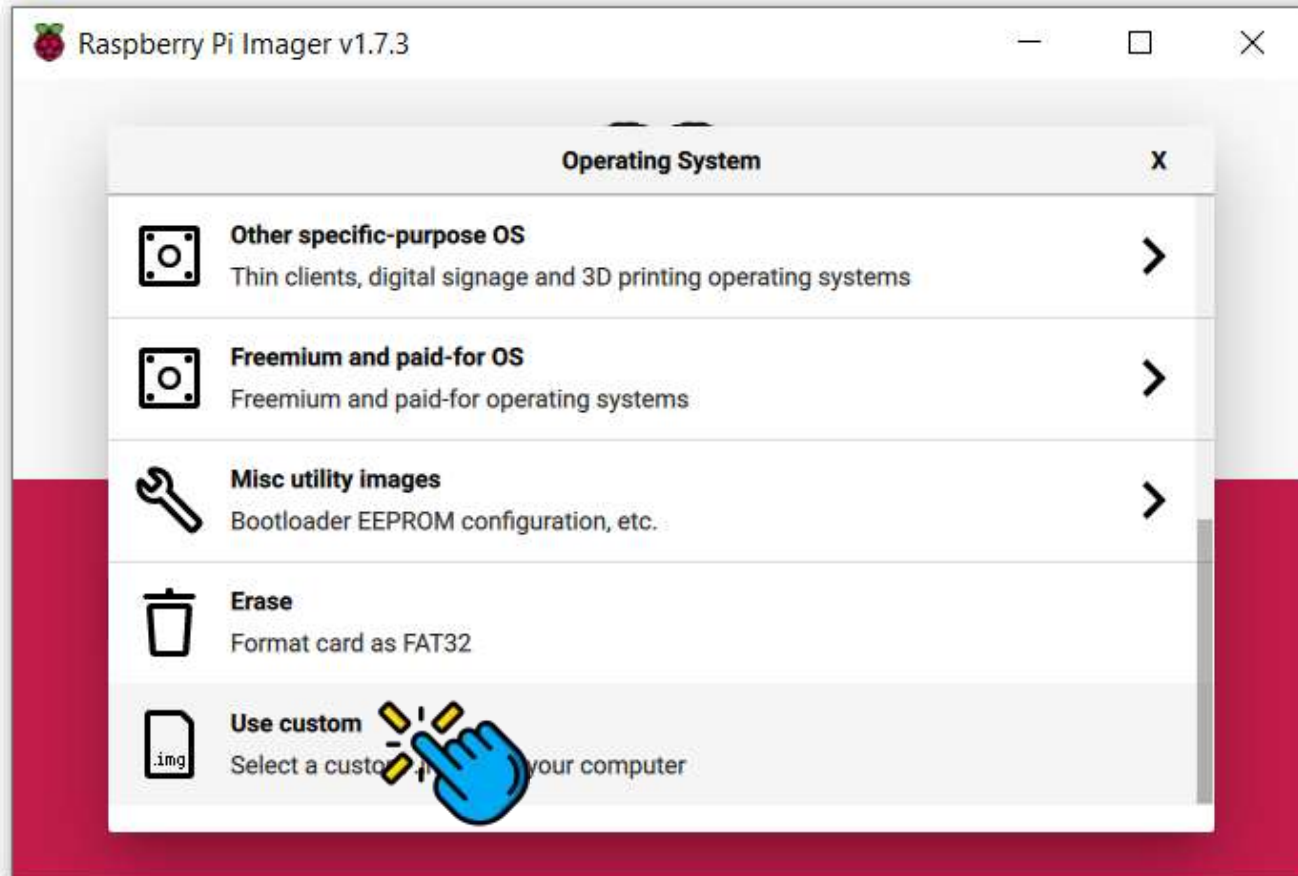 Raspberry Pi Imager v1.7.3
Operating System X
Other specific-purpose OS
Thin clients, digital signage and 3D printing operating systems
Freemium and paid-for OS
Freemium and paid-for operating systems
Misc utility images
Bootloader EEPROM configuration, etc.
Erase
Format card as FAT32
Use custom
.img
Select a your computer